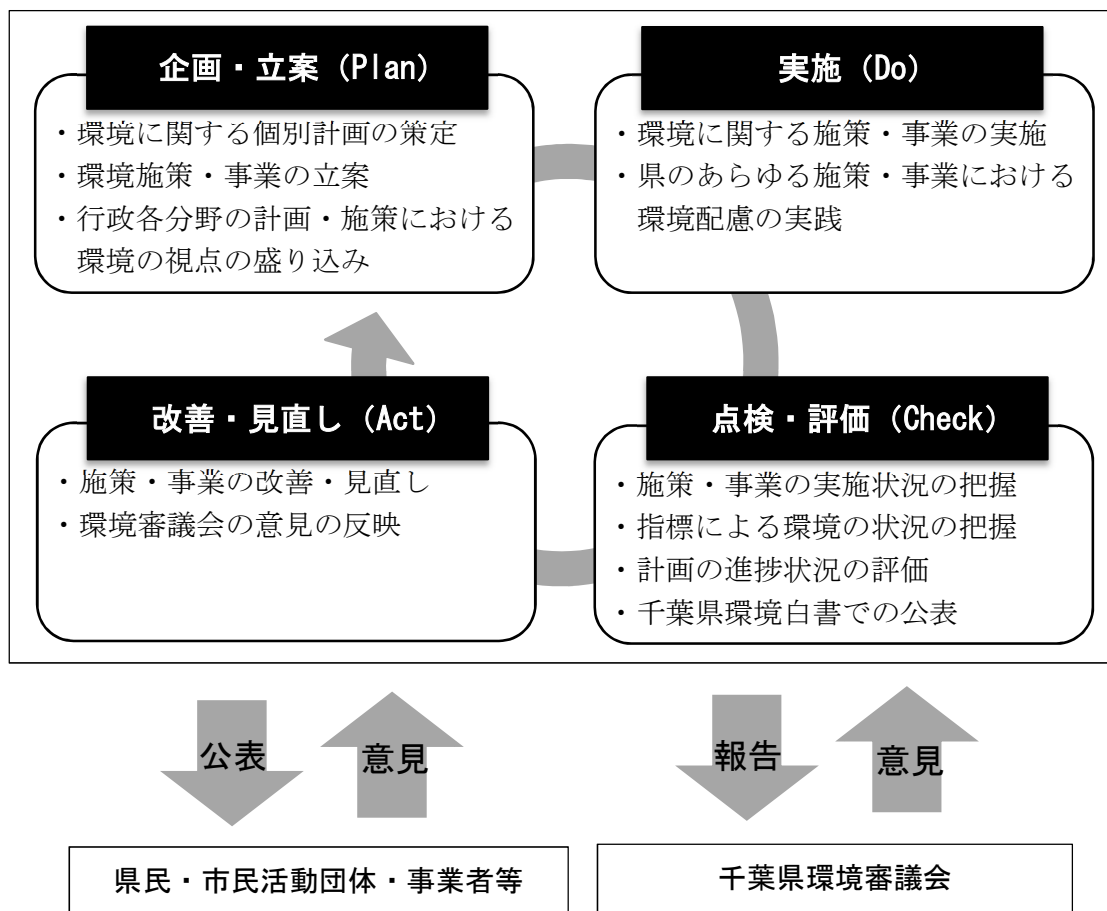 企画・立案（Plan）
・環境に関する個別計画の策定
・環境施策・事業の立案
・行政各分野の計画・施策における
環境の視点の盛り込み
実施（Do）
・環境に関する施策・事業の実施
・県のあらゆる施策・事業における
環境配慮の実践
改善・見直し（Act）
・施策・事業の改善・見直し
・環境審議会の意見の反映
点検・評価（Check）
・施策・事業の実施状況の把握
・指標による環境の状況の把握
・計画の進捗状況の評価
・千葉県環境白書での公表
公表
意見
報告
意見
県民・市民活動団体・事業者等
千葉県環境審議会